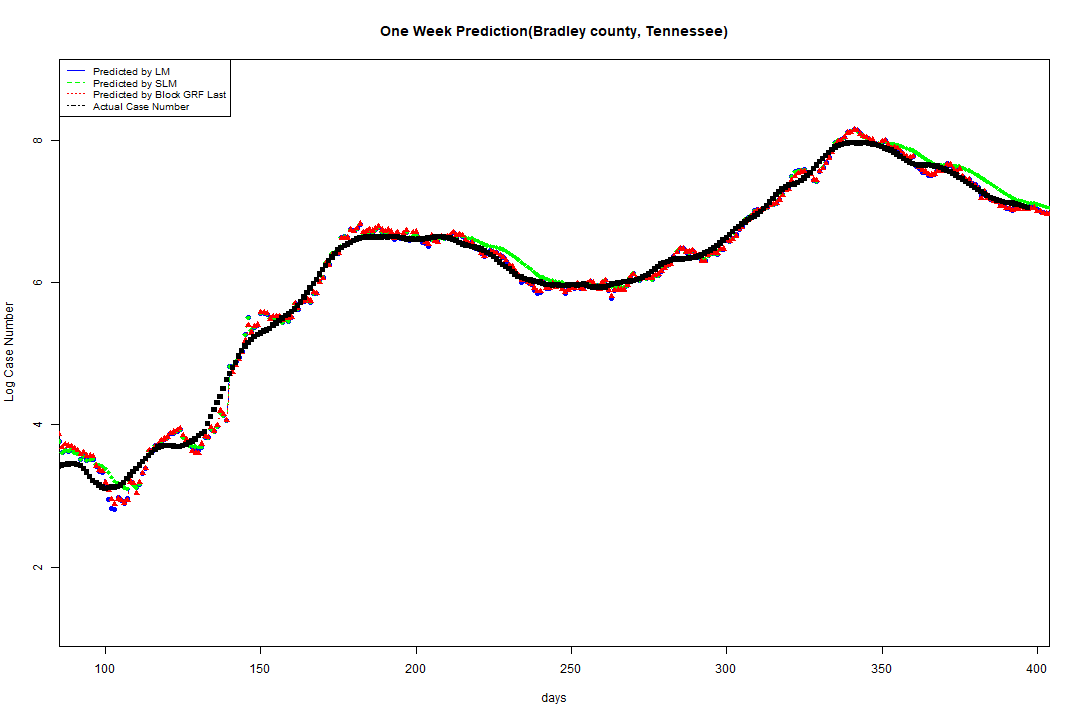 One Week Prediction(Bradley county, Tennessee)
Predicted by LM
Predicted by SLM
Predicted by Block GRF Last
Actual Case Number
8
6
4
2
Log Case Number
100 150 200 250 300 350 400
days